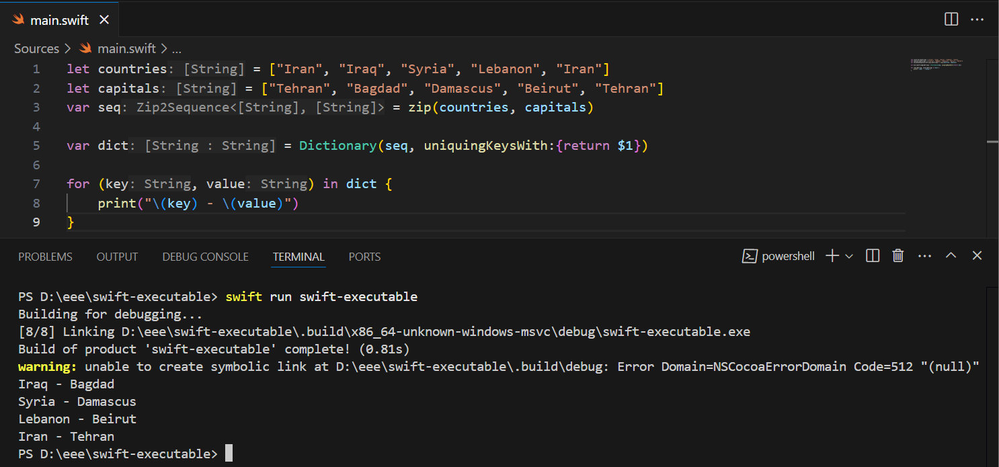 main.swift
Sources > main.swift > ...
1 let countries: [String] = ["Iran", "Iraq", "Syria", "Lebanon", "Iran"]
2 let capitals: [String] = ["Tehran", "Bagdad", "Damascus", "Beirut", "Tehran"]
3 var seq: Zip2Sequence<[String], [String]> = zip(countries, capitals)
4
5 var dict: [String : String] = Dictionary(seq, uniquingKeysWith:{return $1})
6
7 for (key: String, value: String) in dict {
8     print("\(key) - \(value)")
9 }
PROBLEMS OUTPUT DEBUG CONSOLE TERMINAL PORTS powershell
PS D:\eee\swift-executable> swift run swift-executable
Building for debugging...
[8/8] Linking D:\eee\swift-executable\.build\x86_64-unknown-windows-msvc\debug\swift-executable.exe
Build of product 'swift-executable' complete! (0.81s)
warning: unable to create symbolic link at D:\eee\swift-executable\.build\debug: Error Domain=NSCocoaErrorDomain Code=512 "(null)"
Iraq - Bagdad
Syria - Damascus
Lebanon - Beirut
Iran - Tehran
PS D:\eee\swift-executable>